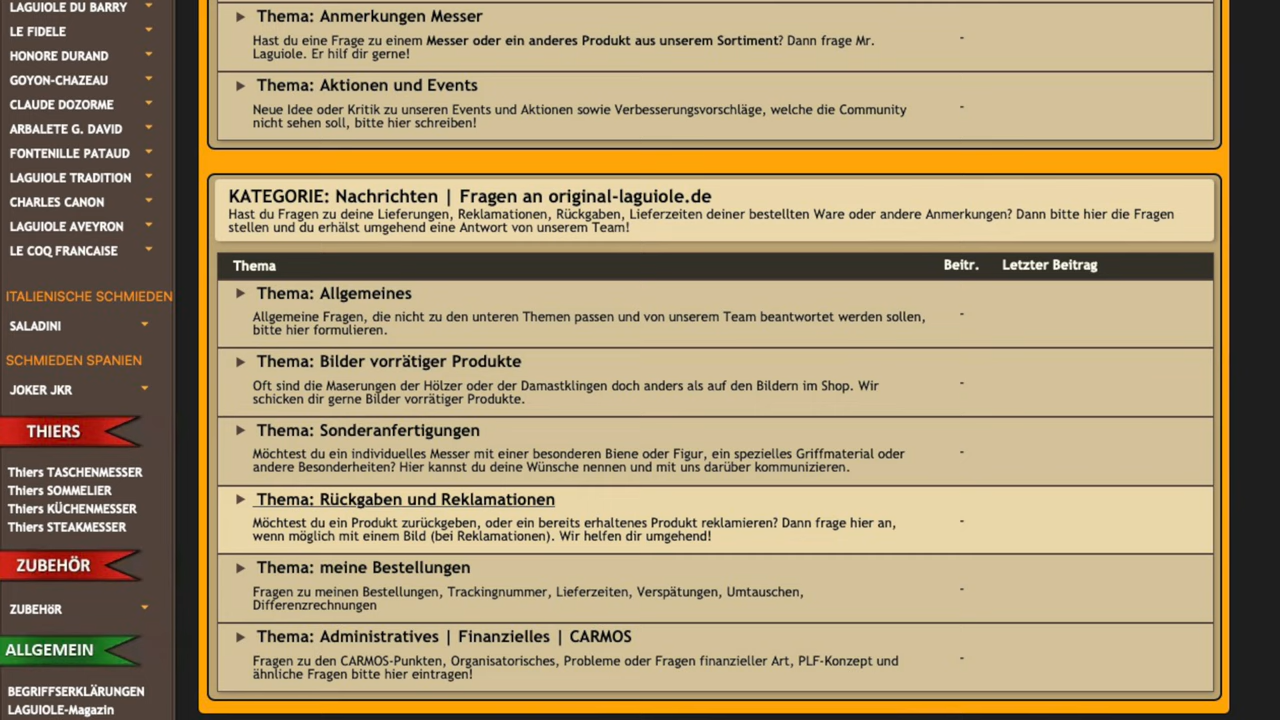 LAGUIOLE DU BARRY
LE FIDELE
HONORE DURAND
GOYON-CHAZEAU
CLAUDE DOZORME
ARBALETE G. DAVID
FONTENILLE PATAUD
LAGUIOLE TRADITION
CHARLES CANON
LAGUIOLE AVEYRON
LE COQ FRANCAISE
ITALIENISCHE SCHMIEDEN
SALADINI
SCHMIEDEN SPANIEN
JOKER JKR
THIERS
Thiers TASCHENMESSER
Thiers SOMMELIER
Thiers KÜCHENMESSER
Thiers STEAKMESSER
ZUBEHÖR
ZUBEHöR
ALLGEMEIN
BEGRIFFSERKLÄRUNGEN
LAGUIOLE-Magazin
Thema: Anmerkungen Messer
Hast du eine Frage zu einem Messer oder ein anderes Produkt aus unserem Sortiment? Dann frage Mr.
Laguiole. Er hilf dir gerne!
-
Thema: Aktionen und Events
Neue Idee oder Kritik zu unseren Events und Aktionen sowie Verbesserungsvorschläge, welche die Community
nicht sehen soll, bitte hier schreiben!
-
KATEGORIE: Nachrichten | Fragen an original-laguiole.de
Hast du Fragen zu deine Lieferungen, Reklamationen, Rückgaben, Lieferzeiten deiner bestellten Ware oder andere Anmerkungen? Dann bitte hier die Fragen
stellen und du erhälst umgehend eine Antwort von unserem Team!
Thema Beitr. Letzter Beitrag
Thema: Allgemeines
Allgemeine Fragen, die nicht zu den unteren Themen passen und von unserem Team beantwortet werden sollen,
bitte hier formulieren.
-
Thema: Bilder vorrätiger Produkte
Oft sind die Maserungen der Hölzer oder der Damastklingen doch anders als auf den Bildern im Shop. Wir
schicken dir gerne Bilder vorrätiger Produkte.
-
Thema: Sonderanfertigungen
Möchtest du ein individuelles Messer mit einer besonderen Biene oder Figur, ein spezielles Griffmaterial oder
andere Besonderheiten? Hier kannst du deine Wünsche nennen und mit uns darüber kommunizieren.
-
Thema: Rückgaben und Reklamationen
Möchtest du ein Produkt zurückgeben, oder ein bereits erhaltenes Produkt reklamieren? Dann frage hier an,
wenn möglich mit einem Bild (bei Reklamationen). Wir helfen dir umgehend!
-
Thema: meine Bestellungen
Fragen zu meinen Bestellungen, Trackingnummer, Lieferzeiten, Verspätungen, Umtauschen,
Differenzrechnungen
-
Thema: Administratives | Finanzielles | CARMOS
Fragen zu den CARMOS-Punkten, Organisatorisches, Probleme oder Fragen finanzieller Art, PLF-Konzept und
ähnliche Fragen bitte hier eintragen!
-